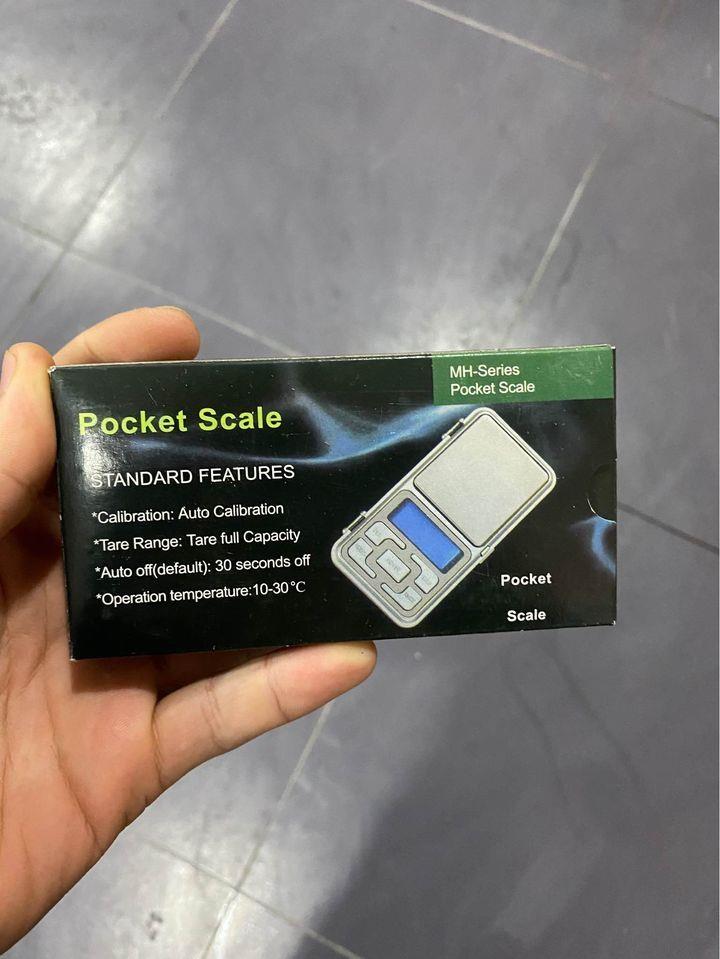 MH-Series
Pocket Scale
Pocket Scale
STANDARD FEATURES
*Calibration: Auto Calibration
*Tare Range: Tare full Capacity
*Auto off(default): 30 seconds off
*Operation temperature:10-30℃
Pocket
Scale